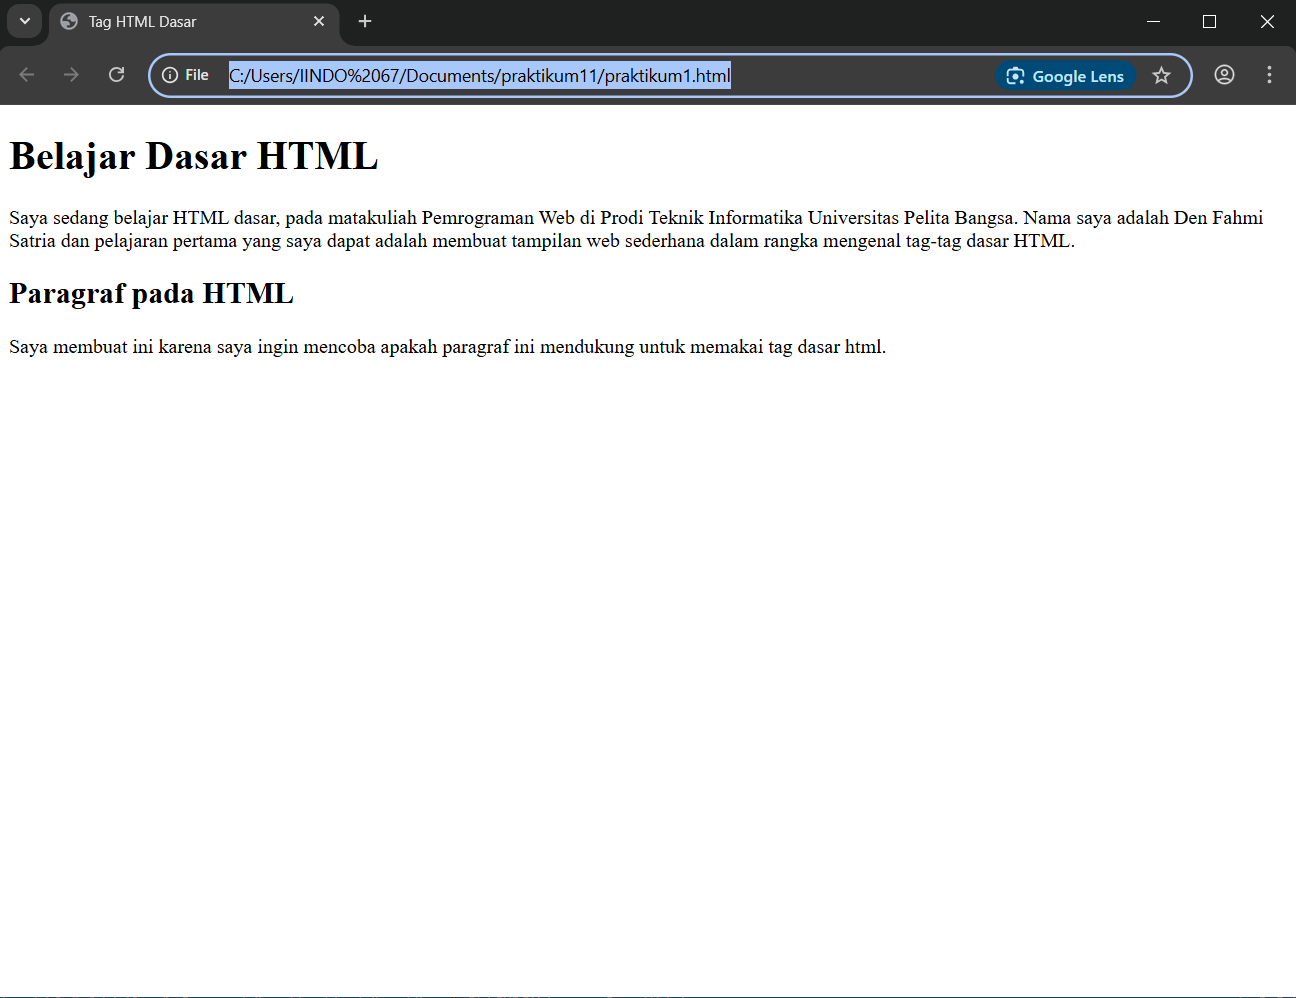 Tag HTML Dasar
File C:/Users/IINDO%2067/Documents/praktikum11/praktikum1.html Google Lens
Belajar Dasar HTML
Saya sedang belajar HTML dasar, pada matakuliah Pemrograman Web di Prodi Teknik Informatika Universitas Pelita Bangsa. Nama saya adalah Den Fahmi
Satria dan pelajaran pertama yang saya dapat adalah membuat tampilan web sederhana dalam rangka mengenal tag-tag dasar HTML.
Paragraf pada HTML
Saya membuat ini karena saya ingin mencoba apakah paragraf ini mendukung untuk memakai tag dasar html.